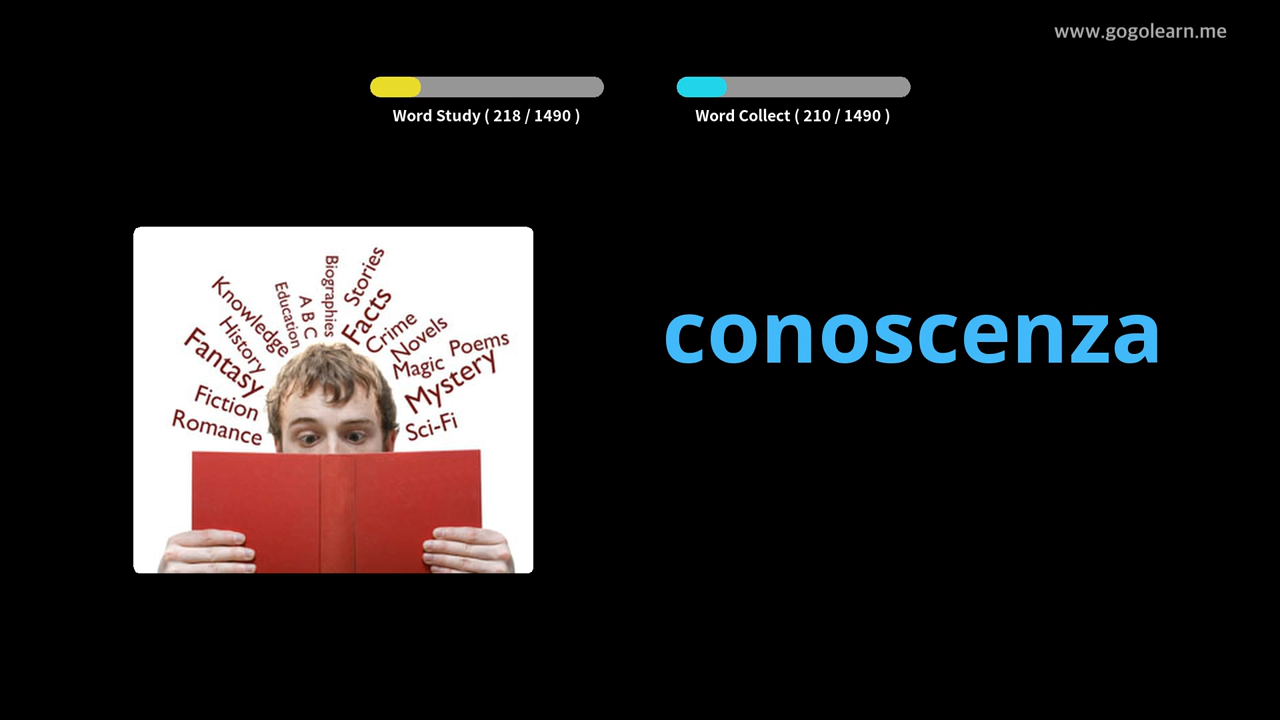 www.gogolearn.me
Word Study ( 218 / 1490 )
Word Collect ( 210 / 1490 )
conoscenza
Knowledge
Education
A B C
Biographies
Stories
Facts
History
Crime
Novels
Fantasy
Magic
Poems
Mystery
Fiction
Romance
Sci-Fi